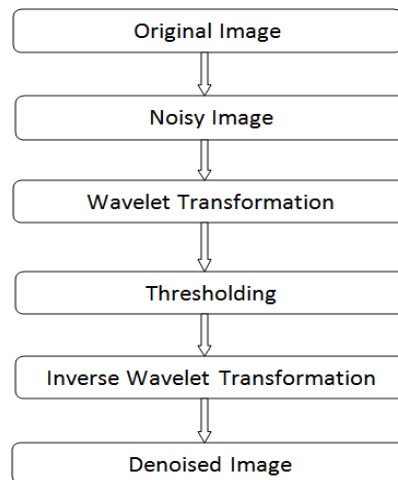 Original Image
Noisy Image
Wavelet Transformation
Thresholding
Inverse Wavelet Transformation
Denoised Image